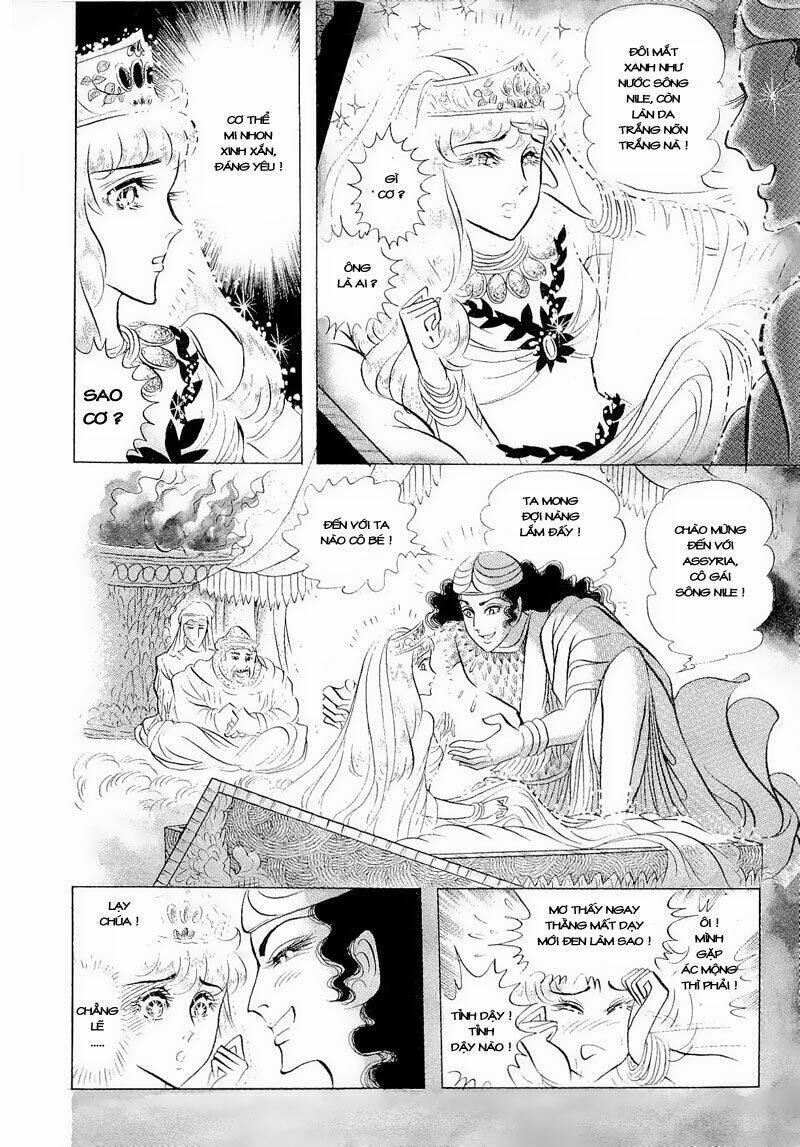 ĐÔI MẮT
XANH NHƯ
NƯỚC SÔNG
NILE, CÒN
LÀN DA
TRẮNG NÕN
TRẮNG NÀ !
GÌ
CƠ ?
ÔNG
LÀ AI ?
CƠ THỂ
MI NHON
XINH XẮN,
ĐÁNG YÊU !
SAO
CƠ ?
CHÀO MỪNG
ĐẾN VỚI
ASSYRIA,
CÔ GÁI
SÔNG NILE !
TA MONG
ĐỢI NÀNG
LẮM ĐẤY !
ĐẾN VỚI TA
NÀO CÔ BÉ !
LẠY
CHÚA !
CHẲNG
LẼ
.....
ÔI !
MÌNH
GẶP
ÁC MỘNG
THÌ PHẢI !
MƠ THẤY NGAY
THẰNG MẤT DẠY
MỚI ĐEN LÀM SAO !
TỈNH DẬY !
TỈNH
DẬY NÀO !